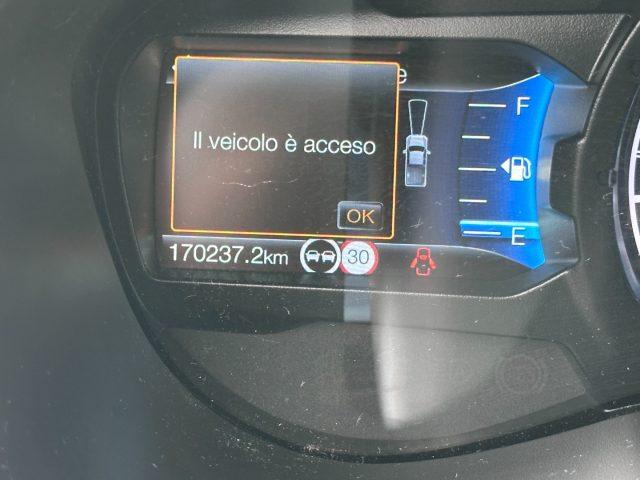 e
Il veicolo è acceso
OK
F
E
170237.2km
30